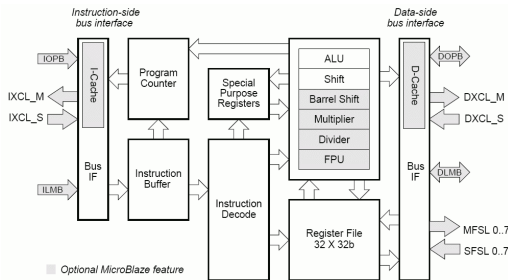 Instruction-side
bus interface
Data-side
bus interface
IOPB
IXCL_M
IXCL_S
ILMB
I-Cache
Bus
IF
Program
Counter
Instruction
Buffer
Special
Purpose
Registers
Instruction
Decode
ALU
Shift
Barrel Shift
Multiplier
Divider
FPU
Register File
32 X 32b
D-Cache
Bus
IF
DOPB
DXCL_M
DXCL_S
DLMB
MFSL 0..7
SFSL 0..7
Optional MicroBlaze feature